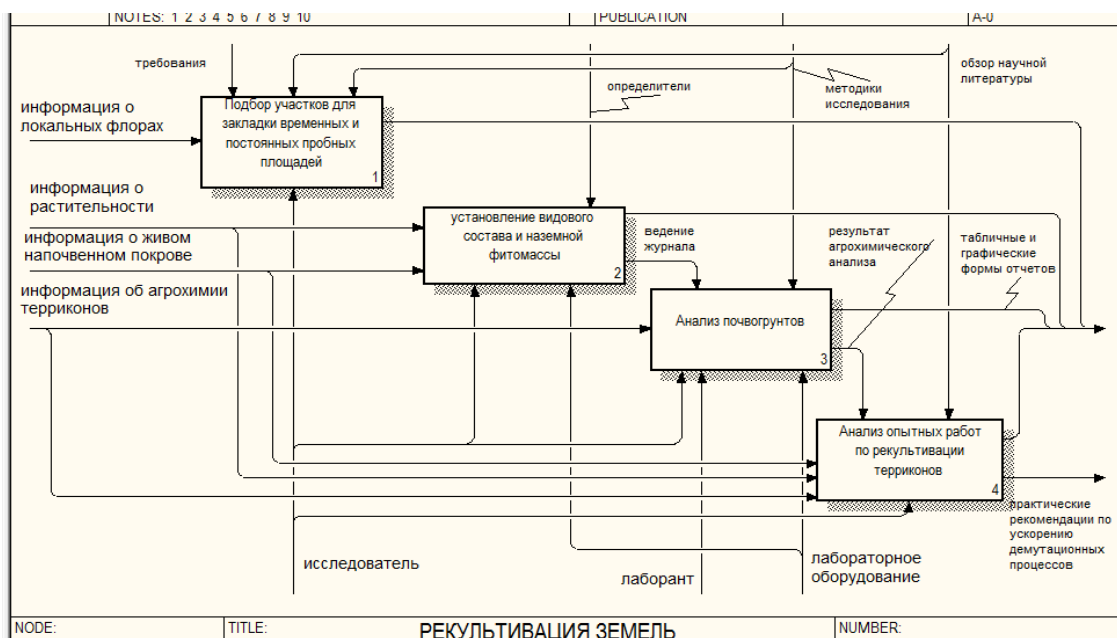 NOTES: 1 2 3 4 5 6 7 8 9 10
PUBLICATION
A-0
требования
определители
методики
исследования
обзор научной
литературы
информация о
локальных флорах
Подбор участков для
закладки временных и
постоянных пробных
площадей
1
информация о
растительности
информация о живом
напочвенном покрове
установление видового
состава и наземной
фитомассы
2
ведение
журнала
результат
агрохимического
анализа
табличные и
графические
формы отчетов
информация об агрохимии
терриконов
Анализ почвогрунтов
3
Анализ опытных работ
по рекультивации
терриконов
4
практические
рекомендации по
ускорению
демутационных
процессов
исследователь
лаборант
лабораторное
оборудование
NODE:
TITLE:
РЕКУЛЬТИВАЦИЯ ЗЕМЕЛЬ
NUMBER: